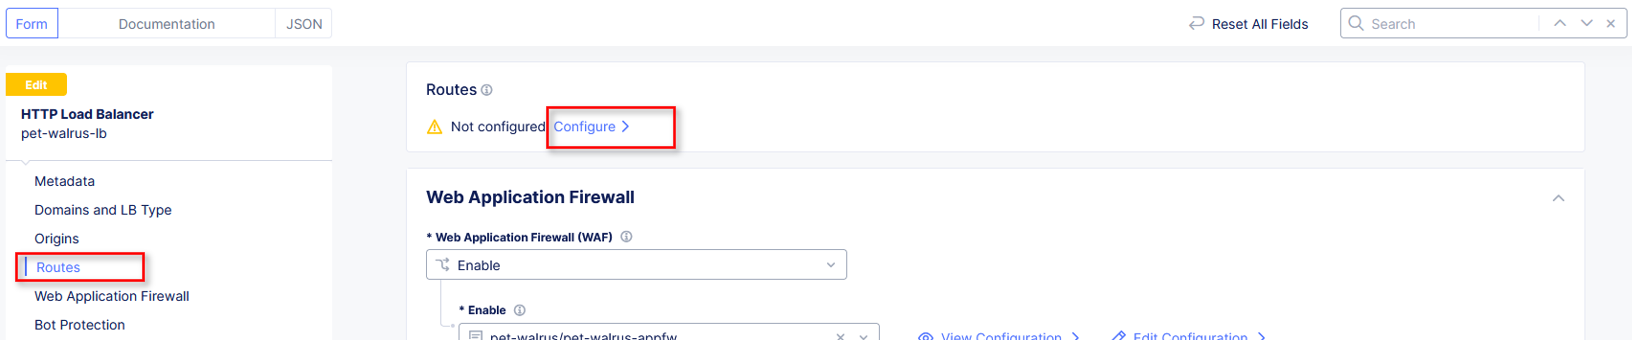 Form
Documentation
JSON
Reset All Fields
Search
Edit
HTTP Load Balancer
pet-walrus-lb
Metadata
Domains and LB Type
Origins
Routes
Web Application Firewall
Bot Protection
Routes
Not configured Configure
Web Application Firewall
* Web Application Firewall (WAF)
Enable
* Enable
pet-walrus/pet-walrus-appfw
View Configuration
Edit Configuration